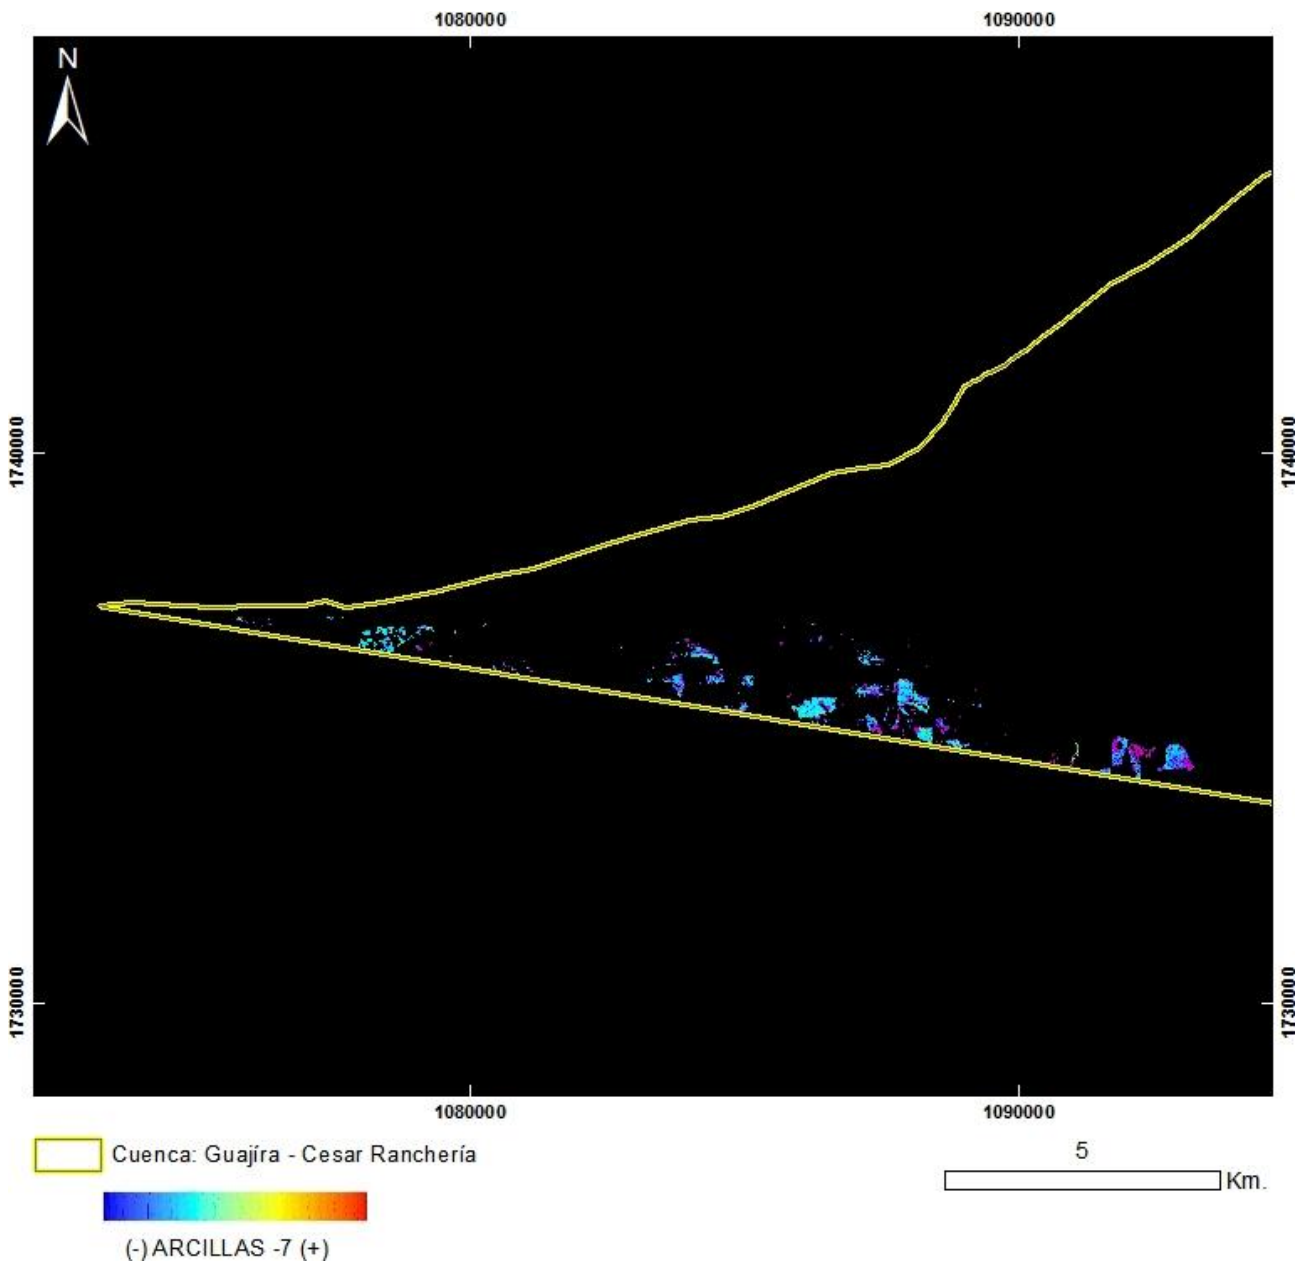 1080000 1090000
N
1740000 1740000
1730000 1730000
1080000 1090000
Cuenca: Guajíra - Cesar Ranchería
5
Km.
(-) ARCILLAS -7 (+)